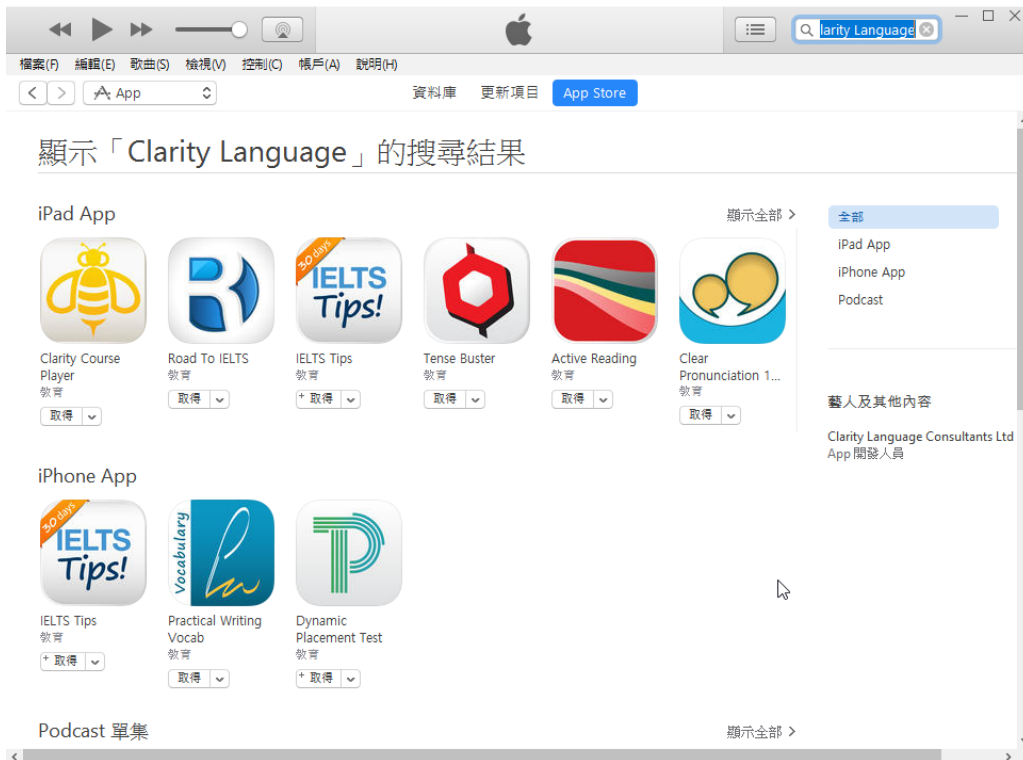 larity Language
檔案(F) 編輯(E) 歌曲(S) 檢視(V) 控制(C) 帳戶(A) 說明(H)
App 資料庫 更新項目 App Store
顯示「Clarity Language」的搜尋結果
iPad App 顯示全部
全部
iPad App
iPhone App
Podcast
30 days
IELTS
Tips!
Clarity Course
Player
教育
取得
Road To IELTS
教育
取得
IELTS Tips
教育
+ 取得
Tense Buster
教育
取得
Active Reading
教育
取得
Clear
Pronunciation 1...
教育
取得
藝人及其他內容
Clarity Language Consultants Ltd
App 開發人員
iPhone App
30 days
IELTS
Tips!
Vocabulary
IELTS Tips
教育
+ 取得
Practical Writing
Vocab
教育
取得
Dynamic
Placement Test
教育
+ 取得
Podcast 單集 顯示全部